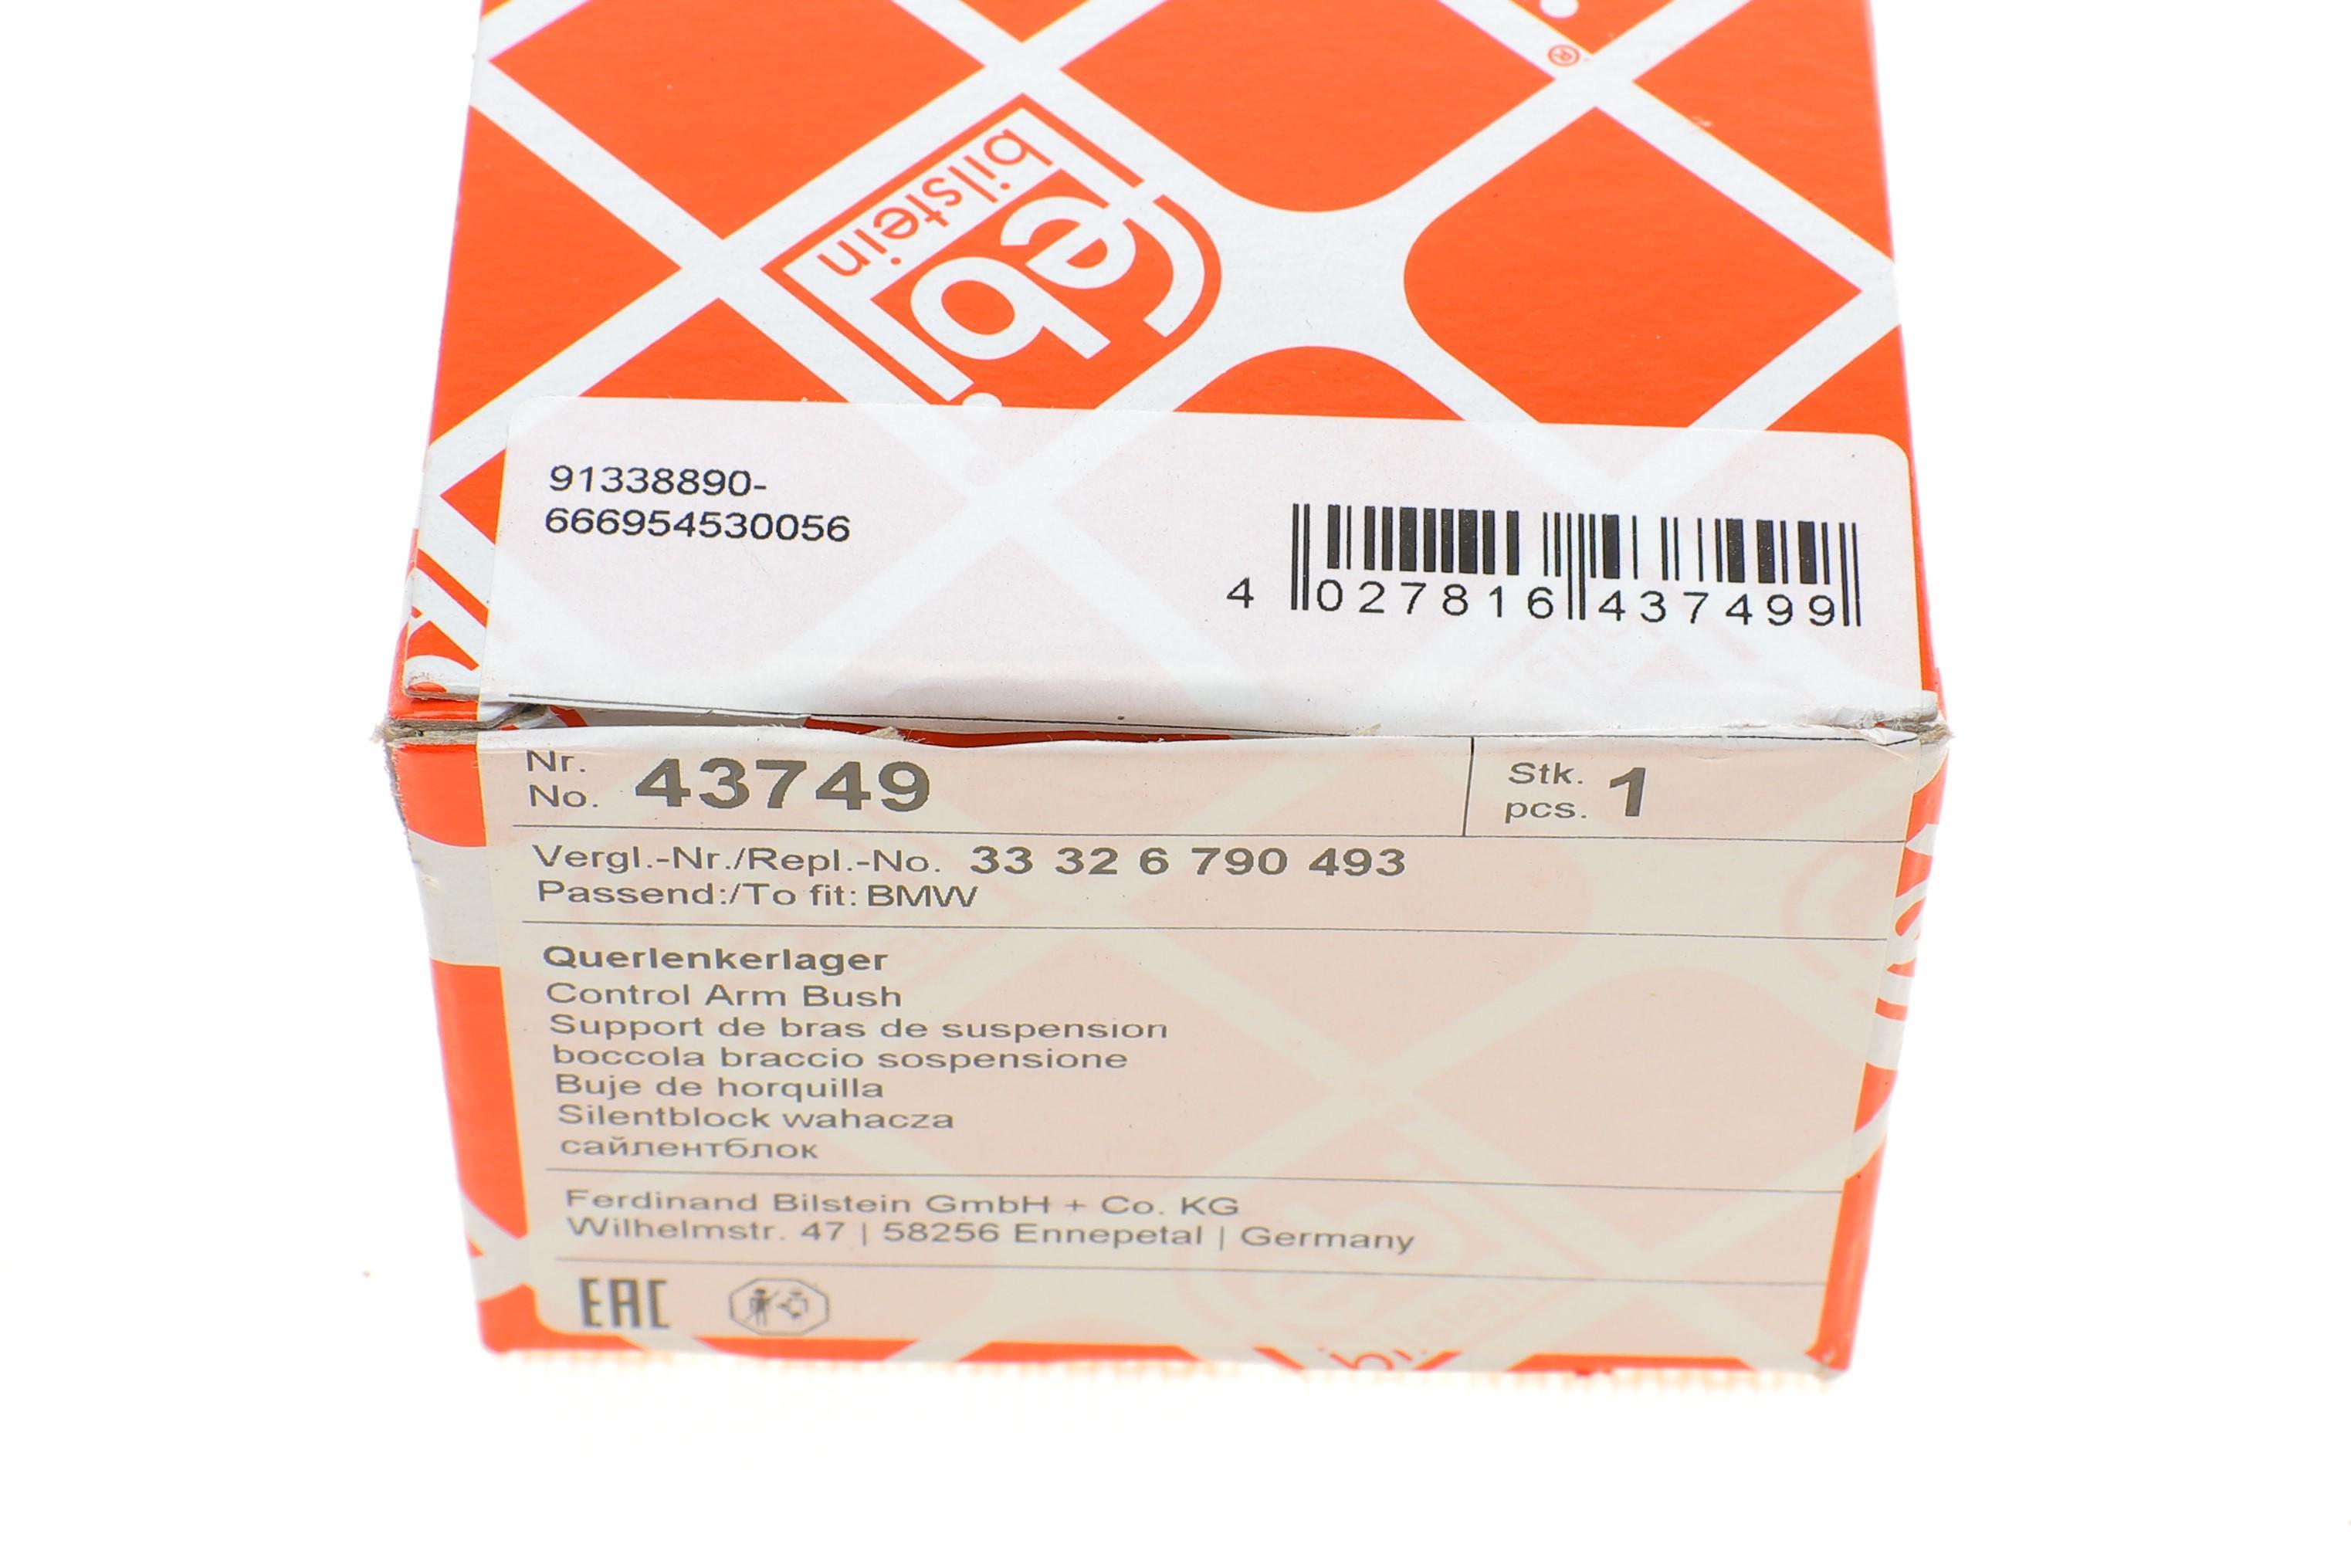 febi
bilstein
®
91338890-
666954530056
4 027816 437499
Nr.
No. 43749
Stk.
pcs. 1
Vergl.-Nr./Repl.-No. 33 32 6 790 493
Passend:/To fit: BMW
Querlenkerlager
Control Arm Bush
Support de bras de suspension
boccola braccio sospensione
Buje de horquilla
Silentblock wahacza
сайлентблок
Ferdinand Bilstein GmbH + Co. KG
Wilhelmstr. 47 | 58256 Ennepetal | Germany
EAC